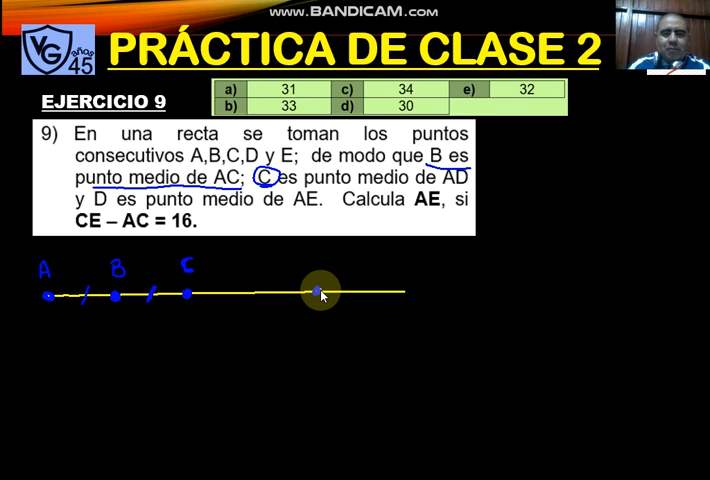 www.BANDICAM.com
VG
años
45
PRÁCTICA DE CLASE 2
EJERCICIO 9
a) 31 c) 34 e) 32
b) 33 d) 30
9) En una recta se toman los puntos
consecutivos A,B,C,D y E; de modo que B es
punto medio de AC; C es punto medio de AD
y D es punto medio de AE. Calcula AE, si
CE – AC = 16.
A B C